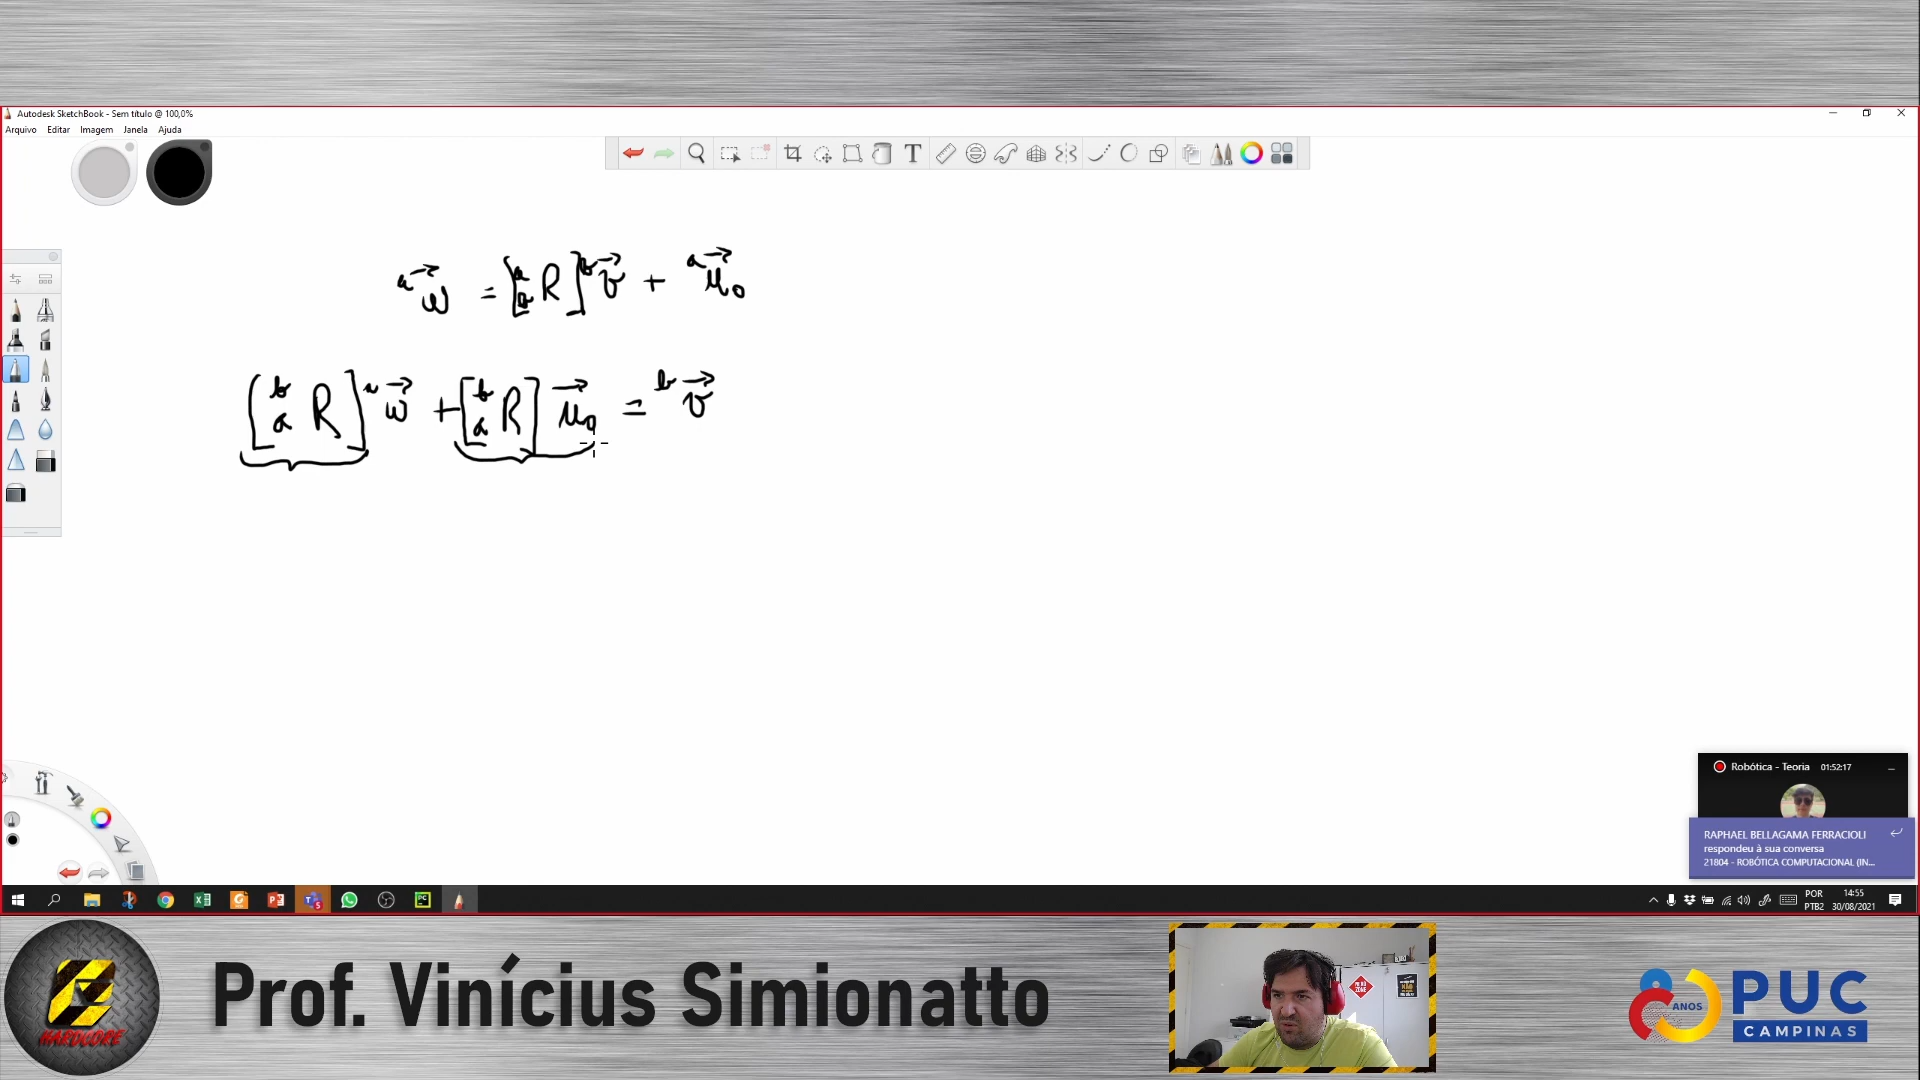 Autodesk SketchBook - Sem título @ 100,0%
Arquivo Editar Imagem Janela Ajuda
T
ᵃw⃗ = [ᵃ_b R] ᵇv⃗ + ᵃu⃗₀
[ᵇ_a R] ᵃw⃗ + [ᵇ_a R] u⃗₀ = ᵇv⃗
Robótica - Teoria 01:52:17
RAPHAEL BELLAGAMA FERRACIOLI
respondeu à sua conversa
21804 - ROBÓTICA COMPUTACIONAL (IN...
POR
PTB2
14:55
30/08/2021
HARDCORE
Prof. Vinícius Simionatto
ANOS
PUC
CAMPINAS